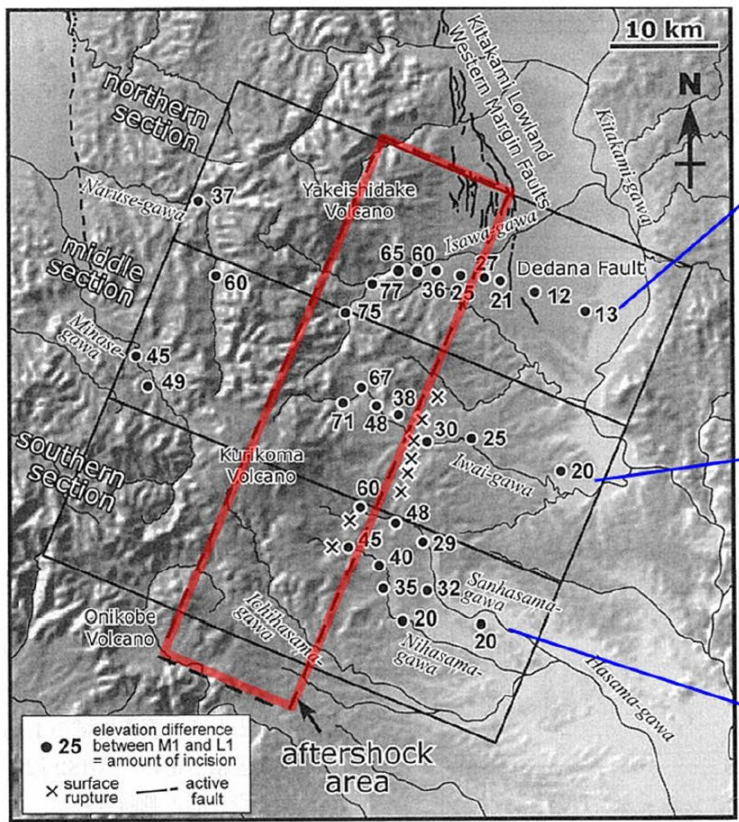 10 km
N
northern
section
middle
section
southern
section
Kitakami Lowland
Western Margin Faults
Kitakami-gawa
Naruse-gawa
37
Yakeishidake
Volcano
Isawa-gawa
65
60
27
Dedana Fault
60
77
36
25
21
12
13
75
Minase-
gawa
45
49
67
71
48
38
30
25
20
Iwai-gawa
Kurikoma
Volcano
60
48
45
29
40
35
32
Sanhasama-
gawa
20
20
Onikobe
Volcano
Ichihasama-
gawa
Nihasama-
gawa
Hasama-gawa
25
elevation difference
between M1 and L1
= amount of incision
× surface
rupture
active
fault
aftershock
area